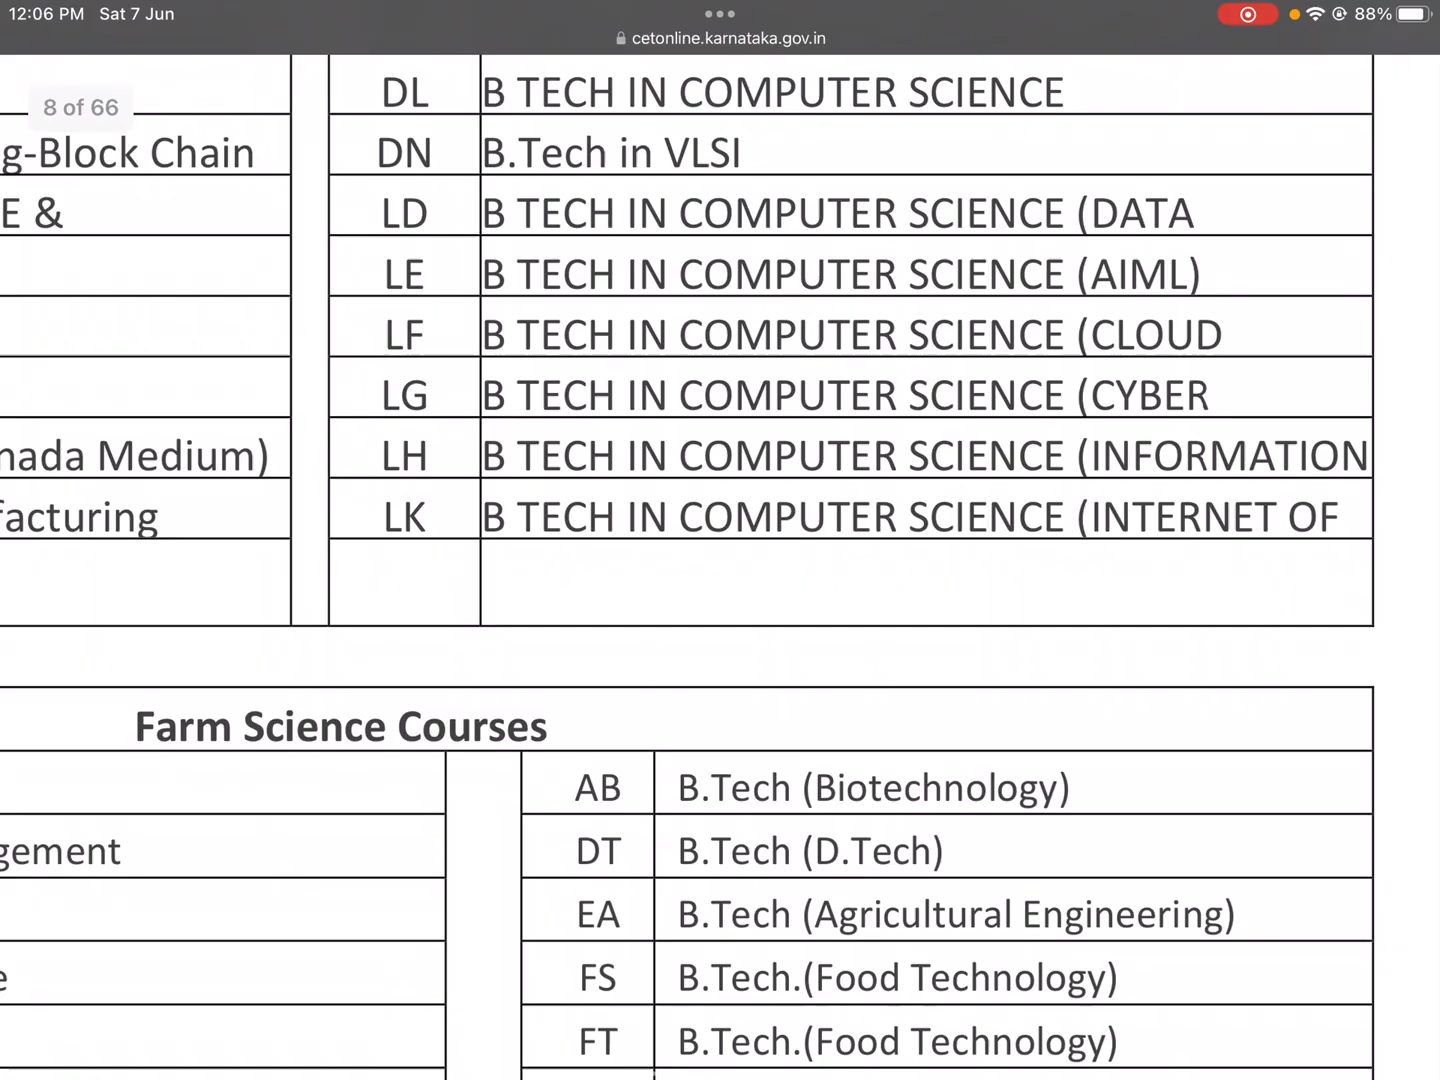 12:06 PM Sat 7 Jun
88%
cetonline.karnataka.gov.in
8 of 66
DL B TECH IN COMPUTER SCIENCE
g-Block Chain DN B.Tech in VLSI
E & LD B TECH IN COMPUTER SCIENCE (DATA
LE B TECH IN COMPUTER SCIENCE (AIML)
LF B TECH IN COMPUTER SCIENCE (CLOUD
LG B TECH IN COMPUTER SCIENCE (CYBER
nada Medium) LH B TECH IN COMPUTER SCIENCE (INFORMATION
facturing LK B TECH IN COMPUTER SCIENCE (INTERNET OF
Farm Science Courses
AB B.Tech (Biotechnology)
gement DT B.Tech (D.Tech)
EA B.Tech (Agricultural Engineering)
e FS B.Tech.(Food Technology)
FT B.Tech.(Food Technology)